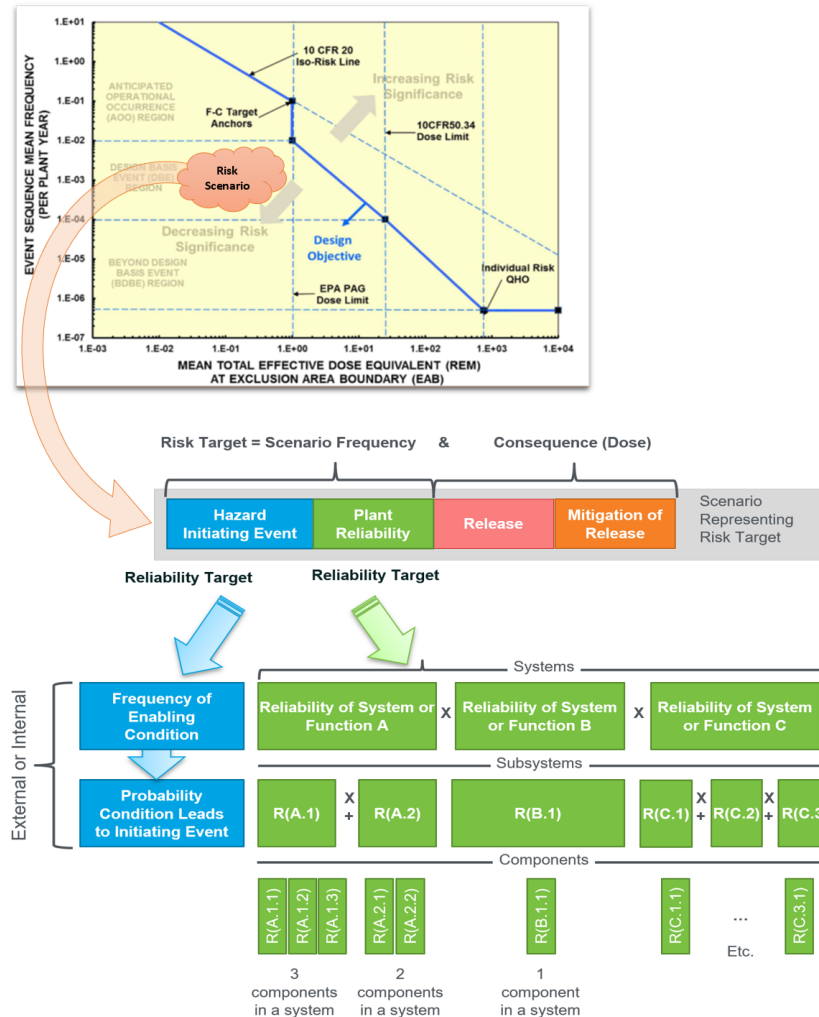 EVENT SEQUENCE MEAN FREQUENCY
(PER PLANT YEAR)
1.E+01
1.E+00
1.E-01
1.E-02
1.E-03
1.E-04
1.E-05
1.E-06
1.E-07
10 CFR 20
Iso-Risk Line
ANTICIPATED
OPERATIONAL
OCCURRENCE
(AOO) REGION
F-C Target
Anchors
Increasing Risk
Significance
10CFR50.34
Dose Limit
DESIGN BASIS
EVENT (DBE)
REGION
Risk
Scenario
Decreasing Risk
Significance
Design
Objective
BEYOND DESIGN
BASIS EVENT
(BDBE) REGION
EPA PAG
Dose Limit
Individual Risk
QHO
1.E-03
1.E-02
1.E-01
1.E+00
1.E+01
1.E+02
1.E+03
1.E+04
MEAN TOTAL EFFECTIVE DOSE EQUIVALENT (REM)
AT EXCLUSION AREA BOUNDARY (EAB)
Risk Target = Scenario Frequency & Consequence (Dose)
Hazard
Initiating Event
Plant
Reliability
Release
Mitigation of
Release
Scenario
Representing
Risk Target
Reliability Target
Reliability Target
External or Internal
Systems
Frequency of
Enabling
Condition
Reliability of System or
Function A
x
Reliability of System
or Function B
x
Reliability of System
or Function C
Subsystems
Probability
Condition Leads
to Initiating Event
R(A.1)
x
+
R(A.2)
R(B.1)
R(C.1)
x
+
R(C.2)
x
+
R(C.3
Components
R(A.1.1)
R(A.1.2)
R(A.1.3)
R(A.2.1)
R(A.2.2)
R(B.1.1)
R(C.1.1)
...
Etc.
R(C.3.1)
3
components
in a system
2
components
in a system
1
component
in a system